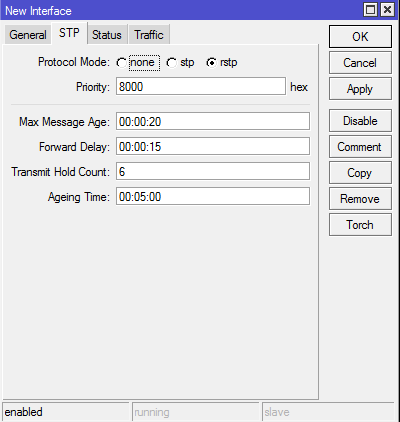 New Interface
General STP Status Traffic
Protocol Mode: none stp rstp
Priority: 8000 hex
Max Message Age: 00:00:20
Forward Delay: 00:00:15
Transmit Hold Count: 6
Ageing Time: 00:05:00
OK
Cancel
Apply
Disable
Comment
Copy
Remove
Torch
enabled running slave